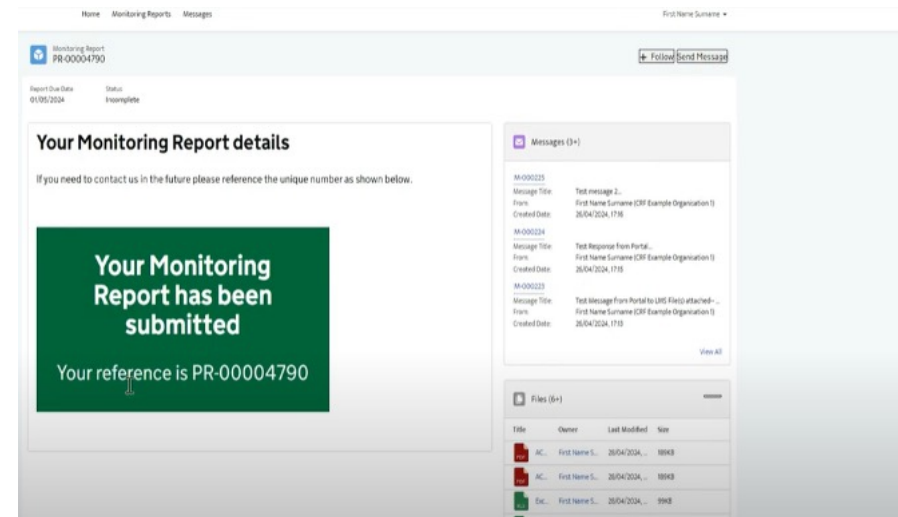 Home Monitoring Reports Messages First Name Surname
Monitoring Report
PR-00004790
+ Follow Send Message
Report Due Date Status
01/05/2024 Incomplete
Your Monitoring Report details
If you need to contact us in the future please reference the unique number as shown below.
Your Monitoring
Report has been
submitted
Your reference is PR-00004790
Messages (3+)
M-000225
Message Title: Test message 2...
From: First Name Surname (CRF Example Organisation 1)
Created Date: 26/04/2024, 17:16
M-000224
Message Title: Test Response from Portal...
From: First Name Surname (CRF Example Organisation 1)
Created Date: 26/04/2024, 17:15
M-000223
Message Title: Test Message from Portal to LMS File(s) attached- ...
From: First Name Surname (CRF Example Organisation 1)
Created Date: 26/04/2024, 17:13
View All
Files (6+)
Title Owner Last Modified Size
AC... First Name S... 26/04/2024, ... 189KB
AC... First Name S... 26/04/2024, ... 189KB
Exc... First Name S... 26/04/2024, ... 99KB